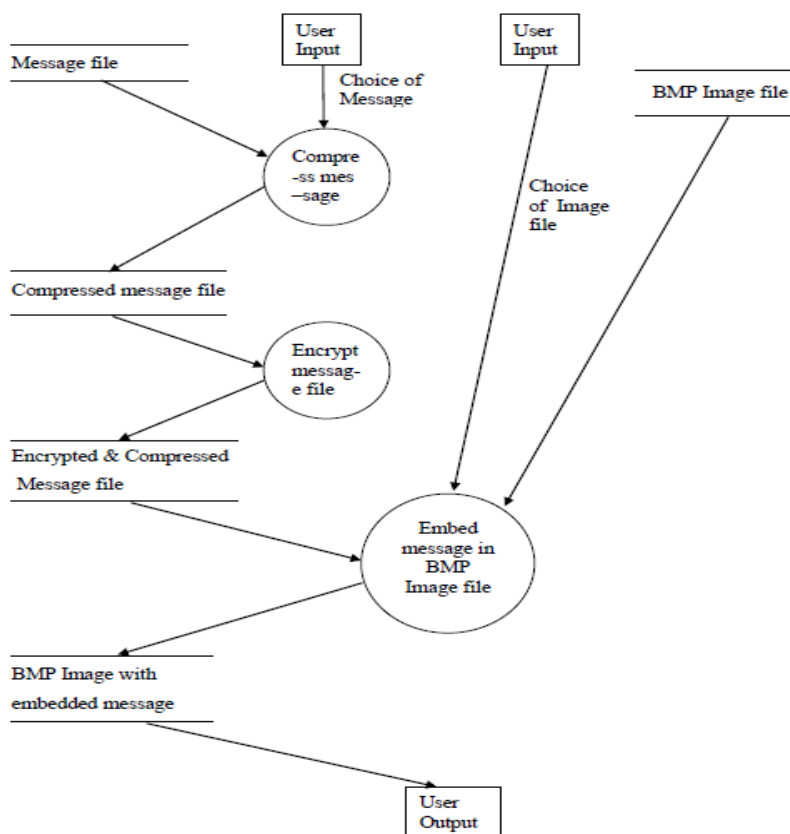 User
Input
User
Input
Message file
Choice of
Message
BMP Image file
Compre
-ss mes
–sage
Choice
of Image
file
Compressed message file
Encrypt
messag-
e file
Encrypted & Compressed
Message file
Embed
message in
BMP
Image file
BMP Image with
embedded message
User
Output